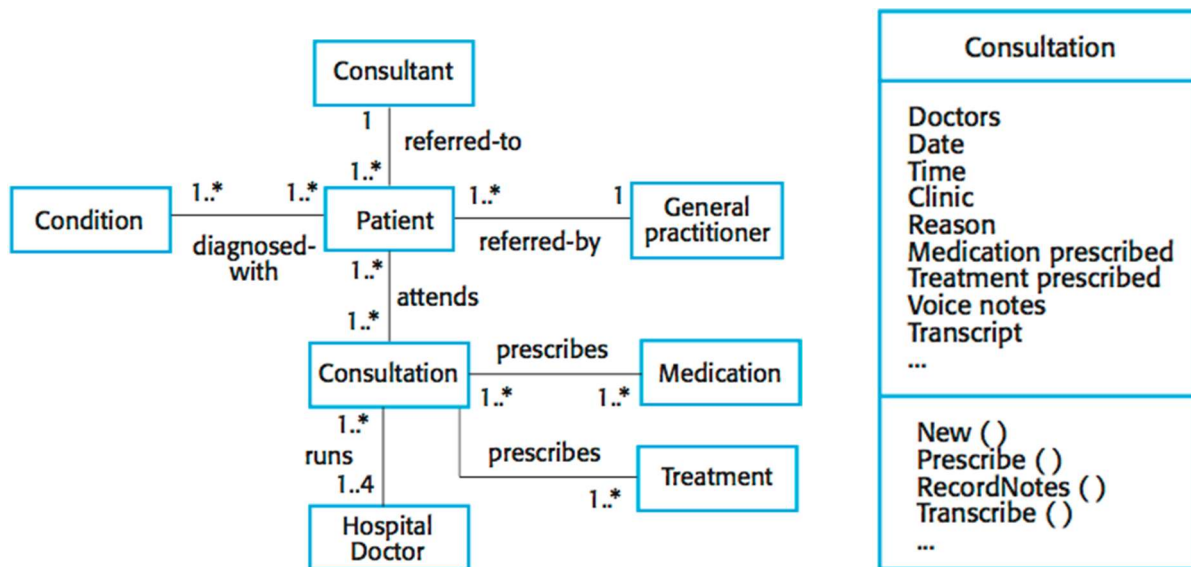 Consultant
1
referred-to
1..*
1..*
1..*
1..*
1
Condition
Patient
General
practitioner
diagnosed-
with
referred-by
1..*
attends
1..*
prescribes
Consultation
Medication
1..*
1..*
1..*
runs
prescribes
Treatment
1..4
1..*
Hospital
Doctor
Consultation
Doctors
Date
Time
Clinic
Reason
Medication prescribed
Treatment prescribed
Voice notes
Transcript
...
New ( )
Prescribe ( )
RecordNotes ( )
Transcribe ( )
...